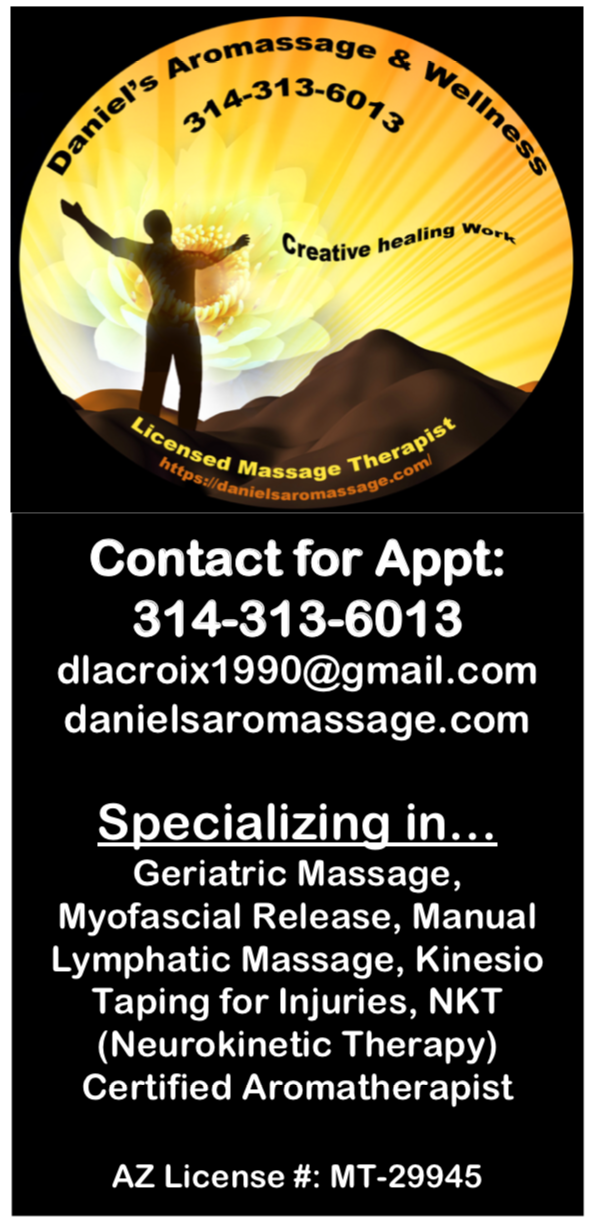 Daniel's Aromassage & Wellness
314-313-6013
Creative healing Work
Licensed Massage Therapist
https://danielsaromassage.com/
Contact for Appt:
314-313-6013
dlacroix1990@gmail.com
danielsaromassage.com
Specializing in...
Geriatric Massage,
Myofascial Release, Manual
Lymphatic Massage, Kinesio
Taping for Injuries, NKT
(Neurokinetic Therapy)
Certified Aromatherapist
AZ License #: MT-29945